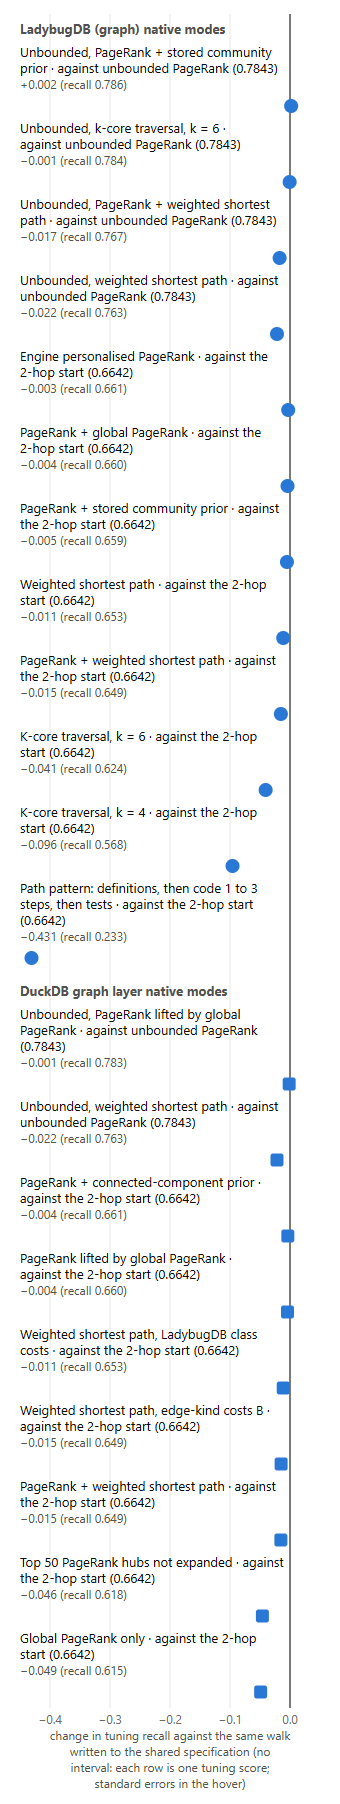 LadybugDB (graph) native modes
Unbounded, PageRank + stored community
prior · against unbounded PageRank (0.7843)
+0.002 (recall 0.786)
Unbounded, k-core traversal, k = 6 ·
against unbounded PageRank (0.7843)
−0.001 (recall 0.784)
Unbounded, PageRank + weighted shortest
path · against unbounded PageRank (0.7843)
−0.017 (recall 0.767)
Unbounded, weighted shortest path · against
unbounded PageRank (0.7843)
−0.022 (recall 0.763)
Engine personalised PageRank · against the
2-hop start (0.6642)
−0.003 (recall 0.661)
PageRank + global PageRank · against the
2-hop start (0.6642)
−0.004 (recall 0.660)
PageRank + stored community prior · against
the 2-hop start (0.6642)
−0.005 (recall 0.659)
Weighted shortest path · against the 2-hop
start (0.6642)
−0.011 (recall 0.653)
PageRank + weighted shortest path · against
the 2-hop start (0.6642)
−0.015 (recall 0.649)
K-core traversal, k = 6 · against the 2-hop
start (0.6642)
−0.041 (recall 0.624)
K-core traversal, k = 4 · against the 2-hop
start (0.6642)
−0.096 (recall 0.568)
Path pattern: definitions, then code 1 to 3
steps, then tests · against the 2-hop start
(0.6642)
−0.431 (recall 0.233)
DuckDB graph layer native modes
Unbounded, PageRank lifted by global
PageRank · against unbounded PageRank
(0.7843)
−0.001 (recall 0.783)
Unbounded, weighted shortest path · against
unbounded PageRank (0.7843)
−0.022 (recall 0.763)
PageRank + connected-component prior ·
against the 2-hop start (0.6642)
−0.004 (recall 0.661)
PageRank lifted by global PageRank ·
against the 2-hop start (0.6642)
−0.004 (recall 0.660)
Weighted shortest path, LadybugDB class
costs · against the 2-hop start (0.6642)
−0.011 (recall 0.653)
Weighted shortest path, edge-kind costs B ·
against the 2-hop start (0.6642)
−0.015 (recall 0.649)
PageRank + weighted shortest path · against
the 2-hop start (0.6642)
−0.015 (recall 0.649)
Top 50 PageRank hubs not expanded · against
the 2-hop start (0.6642)
−0.046 (recall 0.618)
Global PageRank only · against the 2-hop
start (0.6642)
−0.049 (recall 0.615)
−0.4 −0.3 −0.2 −0.1 0.0
change in tuning recall against the same walk
written to the shared specification (no
interval: each row is one tuning score;
standard errors in the hover)